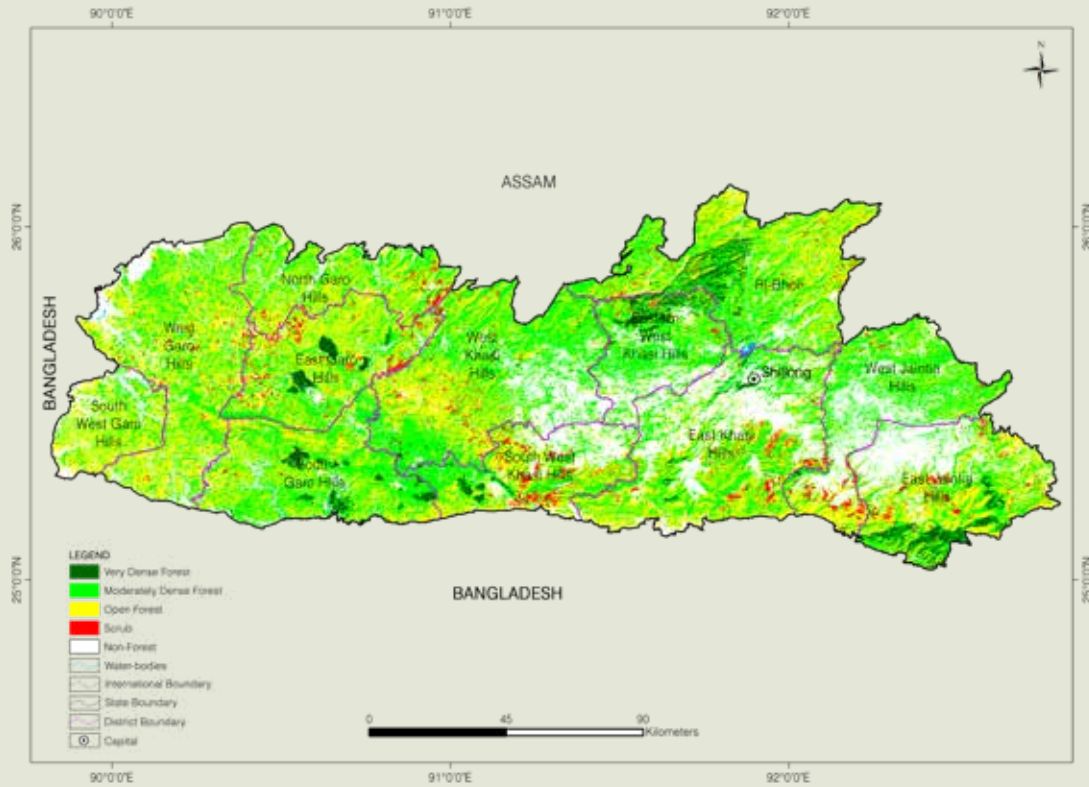 90°0'0"E 91°0'0"E 92°0'0"E
N
ASSAM
26°0'0"N 26°0'0"N
North Garo
Hills
Ri-Bhoi
BANGLADESH
West
Garo
Hills
East Garo
Hills
West
Khasi
Hills
Eastern
West
Khasi Hills
Shillong
West Jaintia
Hills
South
West Garo
Hills
South
Garo Hills
South West
Khasi Hills
East Khasi
Hills
East Jaintia
Hills
25°0'0"N 25°0'0"N
BANGLADESH
LEGEND
Very Dense Forest
Moderately Dense Forest
Open Forest
Scrub
Non-Forest
Water-bodies
International Boundary
State Boundary
District Boundary
Capital
0 45 90
Kilometers
90°0'0"E 91°0'0"E 92°0'0"E